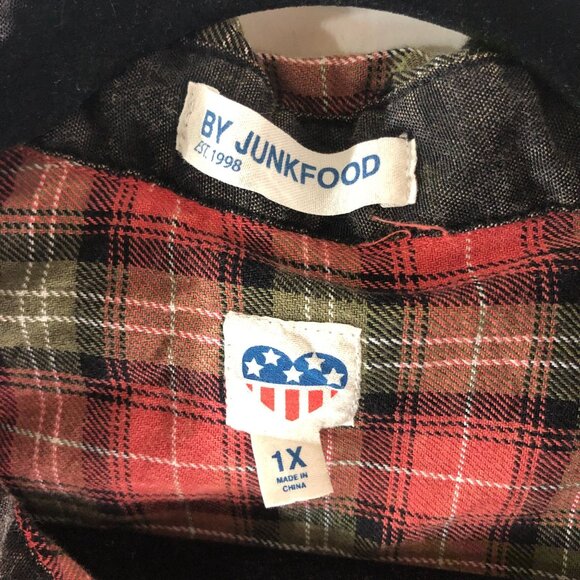 BY JUNKFOOD
EST. 1998
1X
MADE IN
CHINA